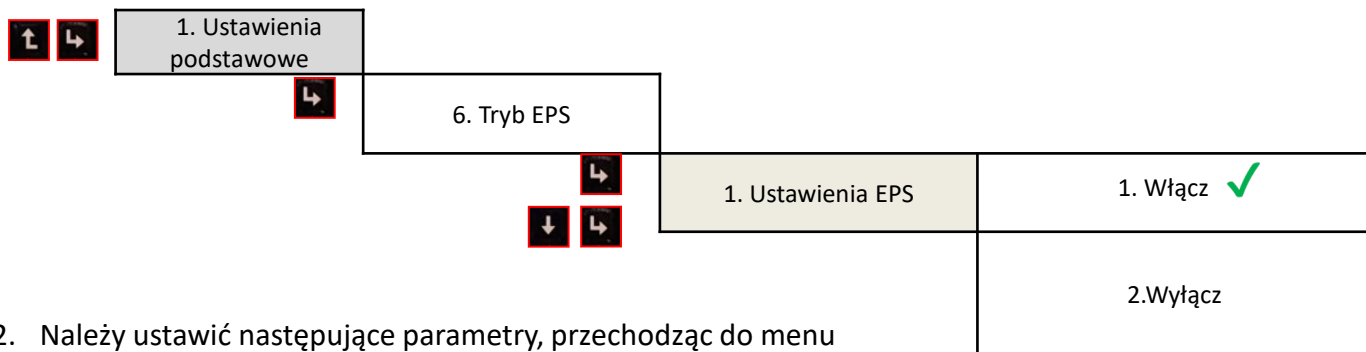 1. Ustawienia
podstawowe
6. Tryb EPS
1. Ustawienia EPS
1. Włącz
2.Wyłącz
2. Należy ustawić następujące parametry, przechodząc do menu